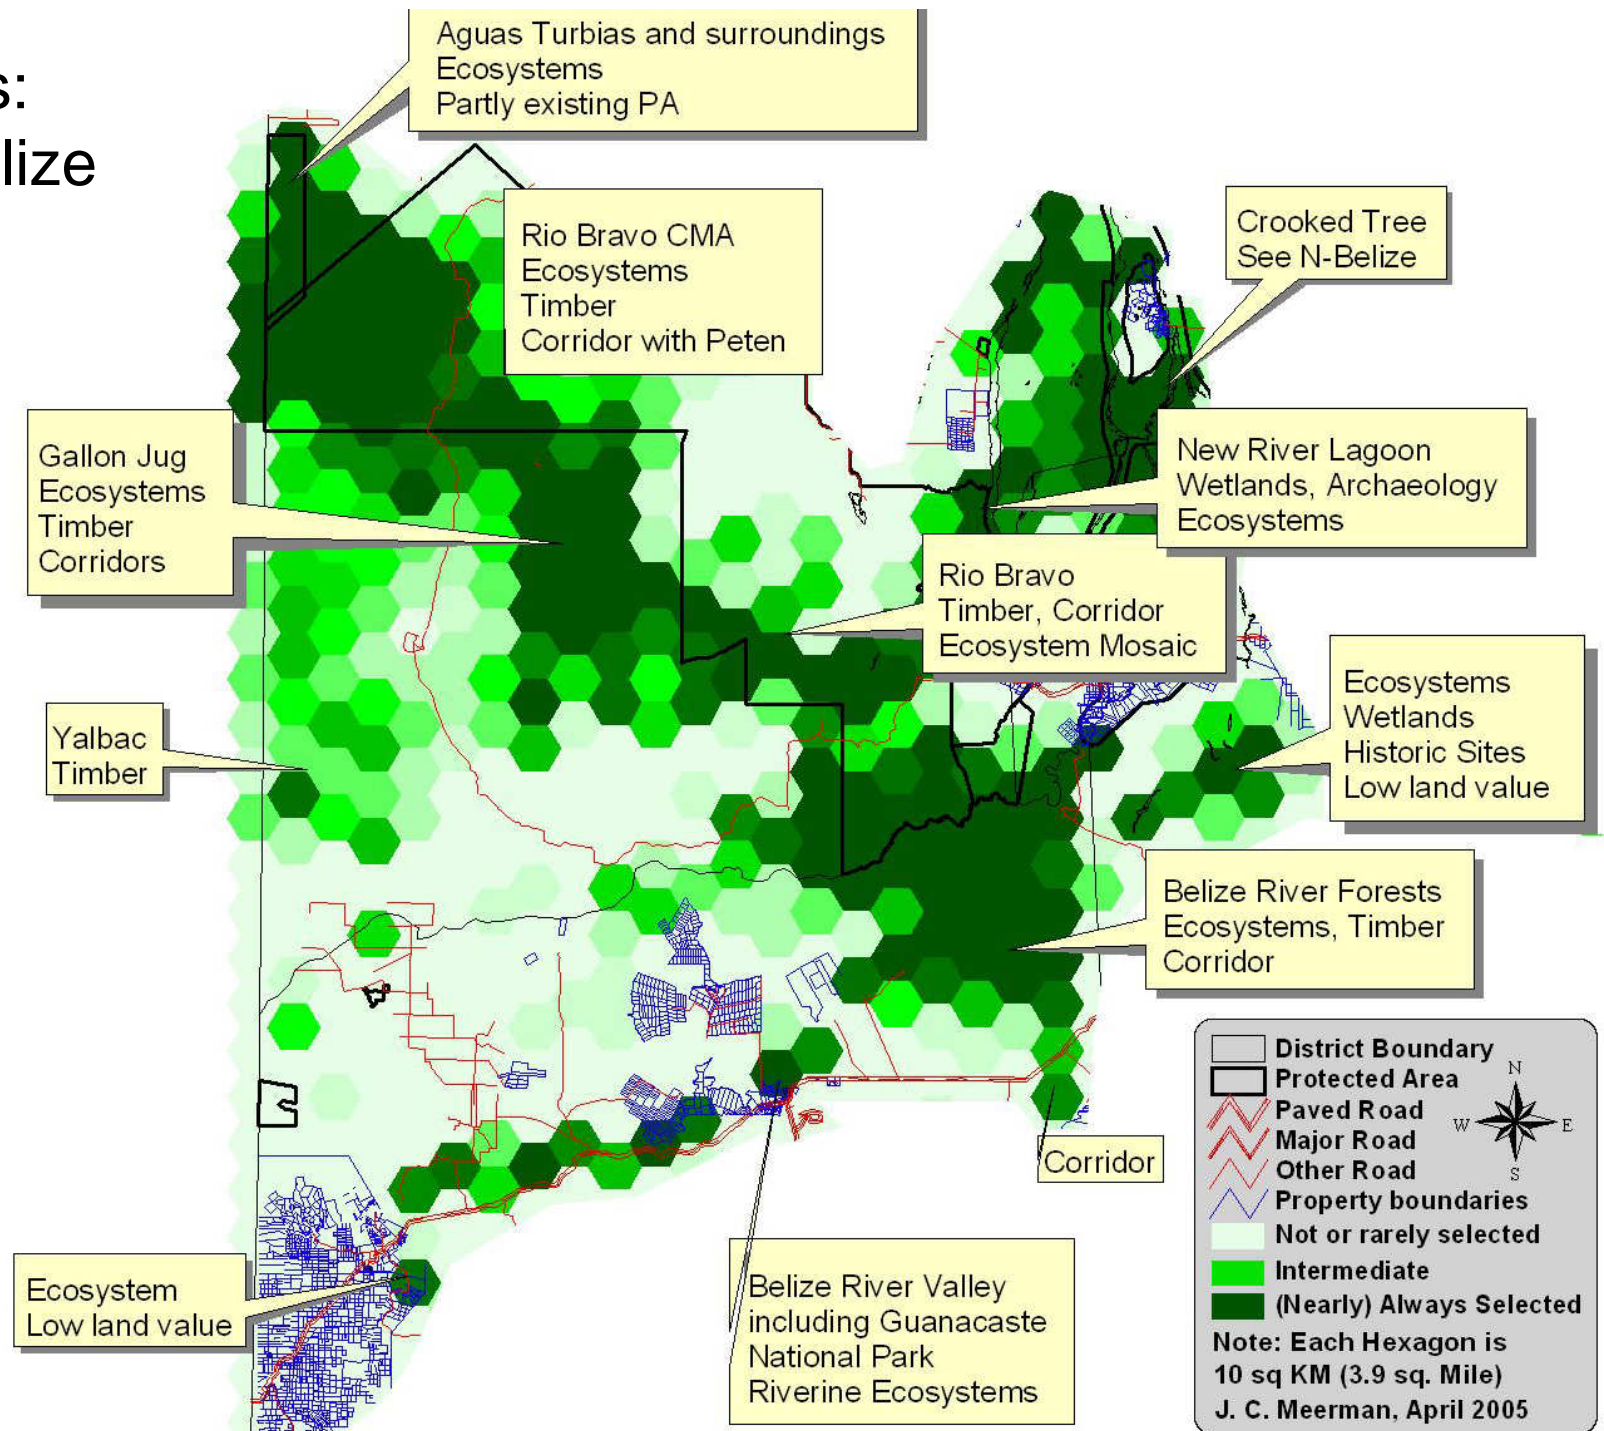 s:
lize
Aguas Turbias and surroundings
Ecosystems
Partly existing PA
Rio Bravo CMA
Ecosystems
Timber
Corridor with Peten
Crooked Tree
See N-Belize
Gallon Jug
Ecosystems
Timber
Corridors
New River Lagoon
Wetlands, Archaeology
Ecosystems
Rio Bravo
Timber, Corridor
Ecosystem Mosaic
Ecosystems
Wetlands
Historic Sites
Low land value
Yalbac
Timber
Belize River Forests
Ecosystems, Timber
Corridor
Corridor
Ecosystem
Low land value
Belize River Valley
including Guanacaste
National Park
Riverine Ecosystems
District Boundary
Protected Area
Paved Road
Major Road
Other Road
Property boundaries
Not or rarely selected
Intermediate
(Nearly) Always Selected
Note: Each Hexagon is
10 sq KM (3.9 sq. Mile)
J. C. Meerman, April 2005
N
W E
S